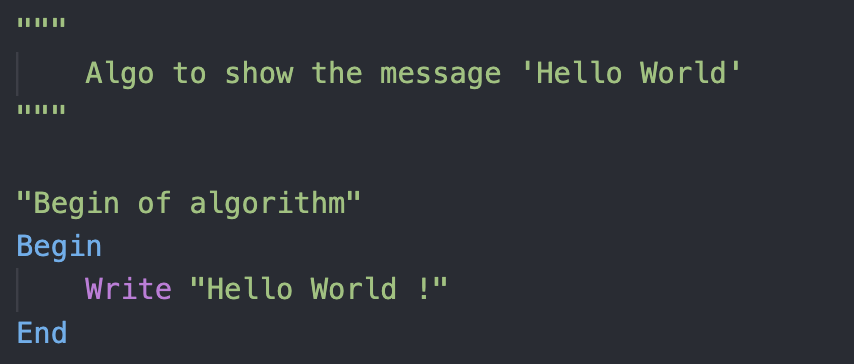 """
Algo to show the message 'Hello World'
"""
"Begin of algorithm"
Begin
Write "Hello World !"
End